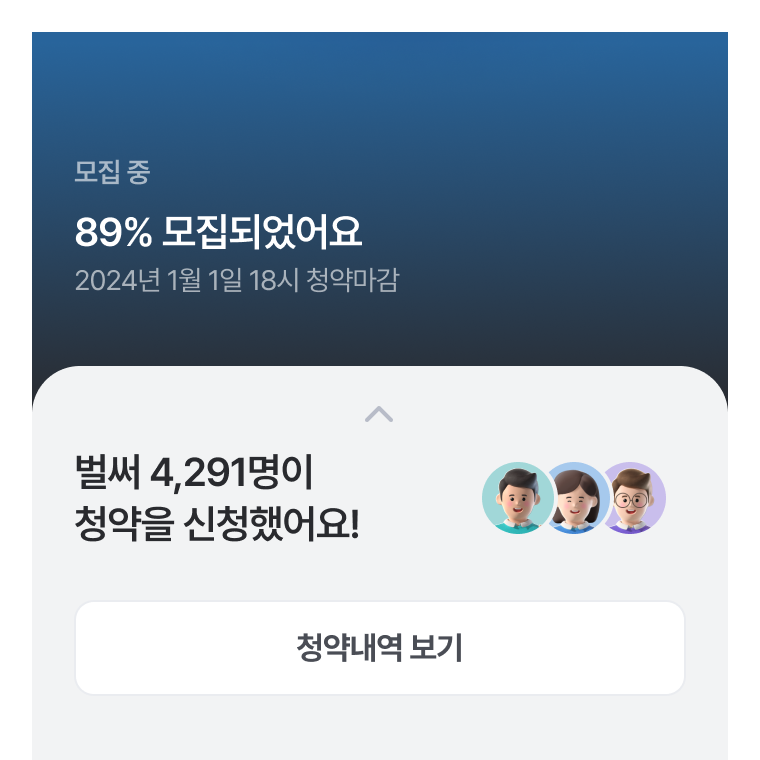 모집 중
89% 모집되었어요
2024년 1월 1일 18시 청약마감
벌써 4,291명이
청약을 신청했어요!
청약내역 보기